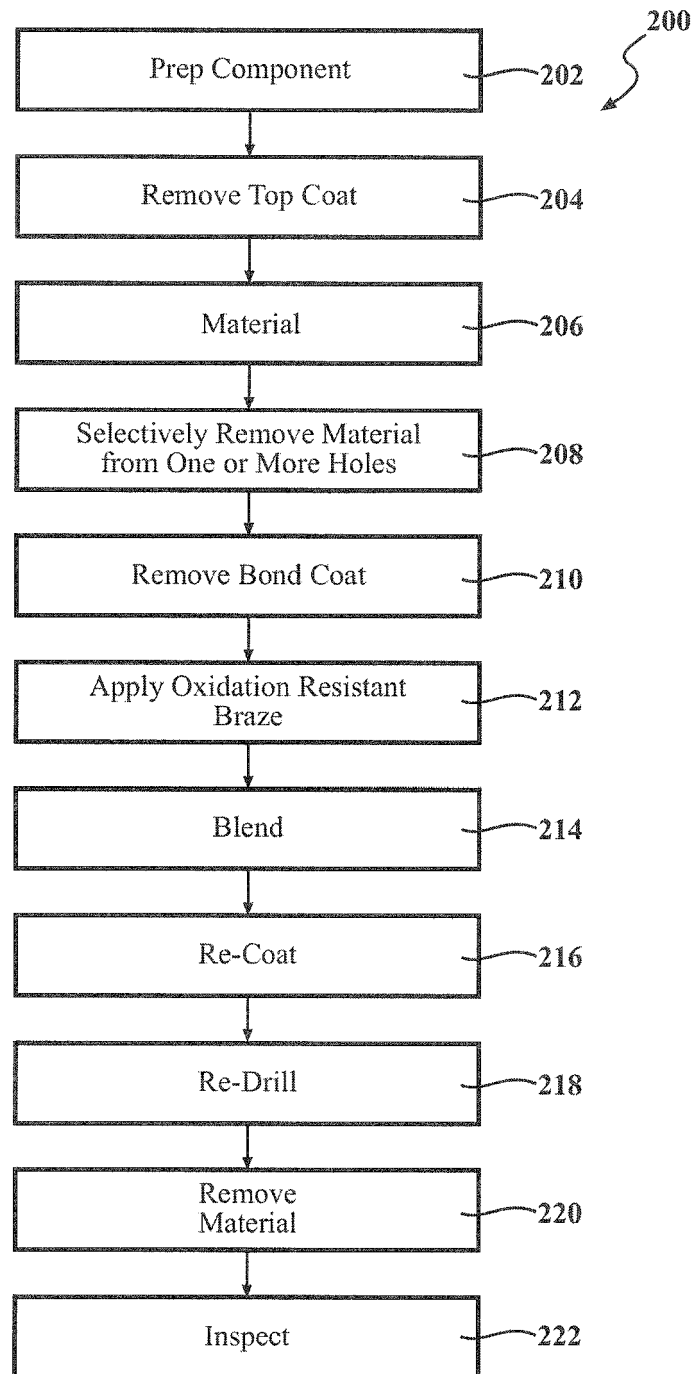 200
Prep Component 202
Remove Top Coat 204
Material 206
Selectively Remove Material
from One or More Holes 208
Remove Bond Coat 210
Apply Oxidation Resistant
Braze 212
Blend 214
Re-Coat 216
Re-Drill 218
Remove
Material 220
Inspect 222